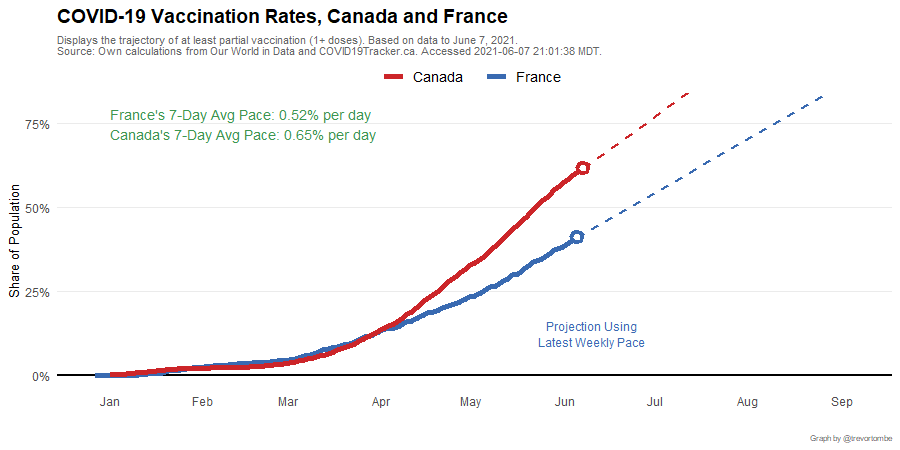 COVID-19 Vaccination Rates, Canada and France
Displays the trajectory of at least partial vaccination (1+ doses). Based on data to June 7, 2021.
Source: Own calculations from Our World in Data and COVID19Tracker.ca. Accessed 2021-06-07 21:01:38 MDT.
Canada France
France's 7-Day Avg Pace: 0.52% per day
Canada's 7-Day Avg Pace: 0.65% per day
Share of Population
75%
50%
25%
0%
Projection Using
Latest Weekly Pace
Jan Feb Mar Apr May Jun Jul Aug Sep
Graph by @trevortombe